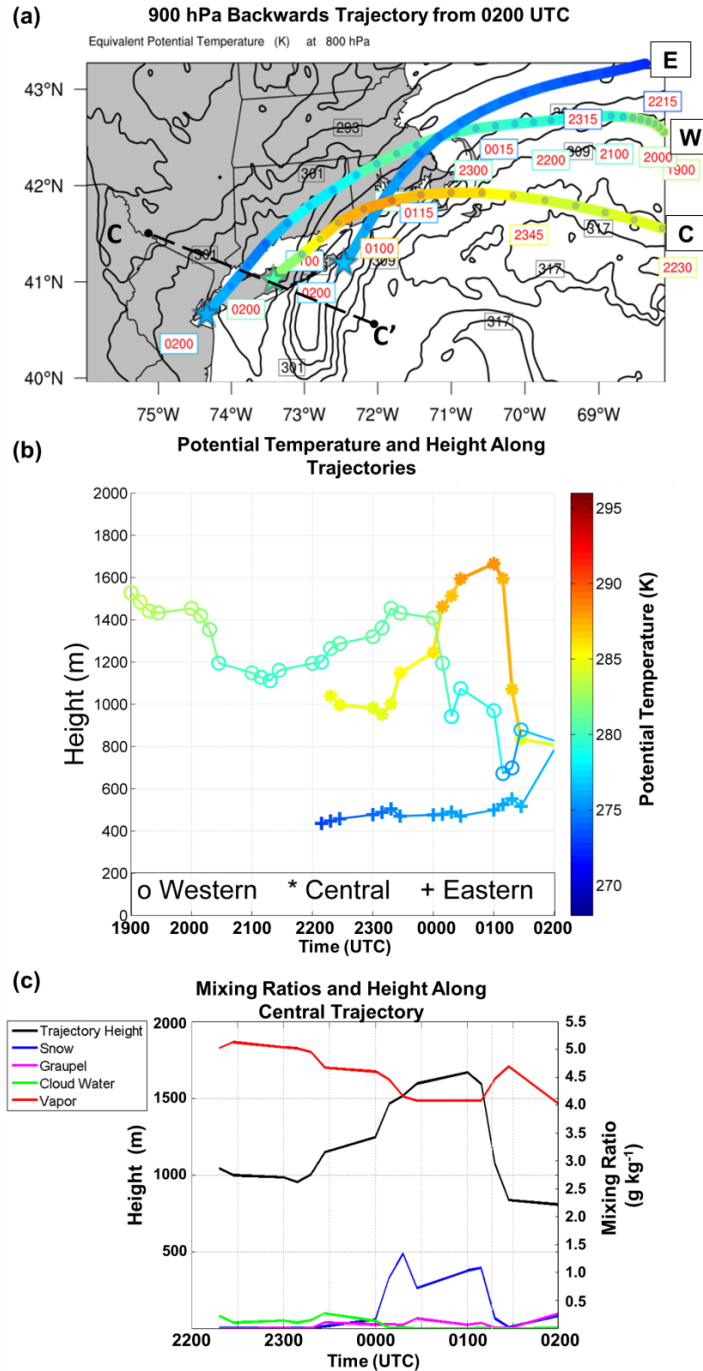 900 hPa Backwards Trajectory from 0200 UTC
(a)
Equivalent Potential Temperature (K) at 800 hPa
E
43°N
2215
293
2315
W
0015
309
2300
2200
2100
2000
1900
42°N
301
0115
C
C
2345
317
301
0100
2230
41°N
100
309
317
0200
0200
C'
317
0200
301
40°N
75°W 74°W 73°W 72°W 71°W 70°W 69°W
(b)
Potential Temperature and Height Along
Trajectories
2000
1800
1600
1400
1200
1000
800
600
400
200
0
Height (m)
o Western * Central + Eastern
1900 2000 2100 2200 2300 0000 0100 0200
Time (UTC)
295
290
285
280
275
270
Potential Temperature (K)
(c)
Mixing Ratios and Height Along
Central Trajectory
Trajectory Height
Snow
Graupel
Cloud Water
Vapor
2000
1500
1000
500
Height (m)
5.5
5.0
4.5
4.0
3.5
3.0
2.5
2.0
1.5
1.0
0.5
Mixing Ratio
(g kg-1)
2200 2300 0000 0100 0200
Time (UTC)